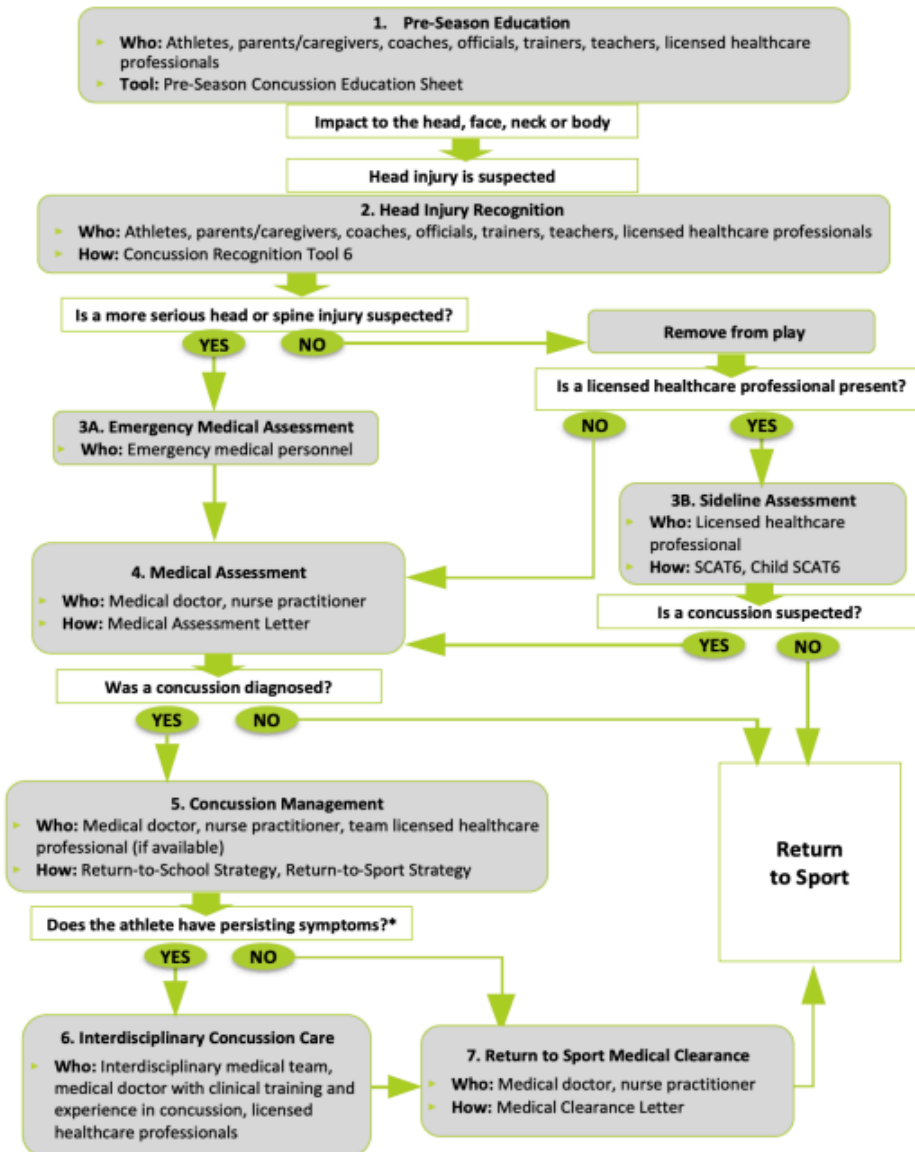 1. Pre-Season Education
Who: Athletes, parents/caregivers, coaches, officials, trainers, teachers, licensed healthcare
professionals
Tool: Pre-Season Concussion Education Sheet
Impact to the head, face, neck or body
Head injury is suspected
2. Head Injury Recognition
Who: Athletes, parents/caregivers, coaches, officials, trainers, teachers, licensed healthcare professionals
How: Concussion Recognition Tool 6
Is a more serious head or spine injury suspected?
YES
NO
Remove from play
Is a licensed healthcare professional present?
NO
YES
3A. Emergency Medical Assessment
Who: Emergency medical personnel
3B. Sideline Assessment
Who: Licensed healthcare
professional
How: SCAT6, Child SCAT6
Is a concussion suspected?
YES
NO
4. Medical Assessment
Who: Medical doctor, nurse practitioner
How: Medical Assessment Letter
Was a concussion diagnosed?
YES
NO
5. Concussion Management
Who: Medical doctor, nurse practitioner, team licensed healthcare
professional (if available)
How: Return-to-School Strategy, Return-to-Sport Strategy
Does the athlete have persisting symptoms?*
YES
NO
Return
to Sport
6. Interdisciplinary Concussion Care
Who: Interdisciplinary medical team,
medical doctor with clinical training and
experience in concussion, licensed
healthcare professionals
7. Return to Sport Medical Clearance
Who: Medical doctor, nurse practitioner
How: Medical Clearance Letter